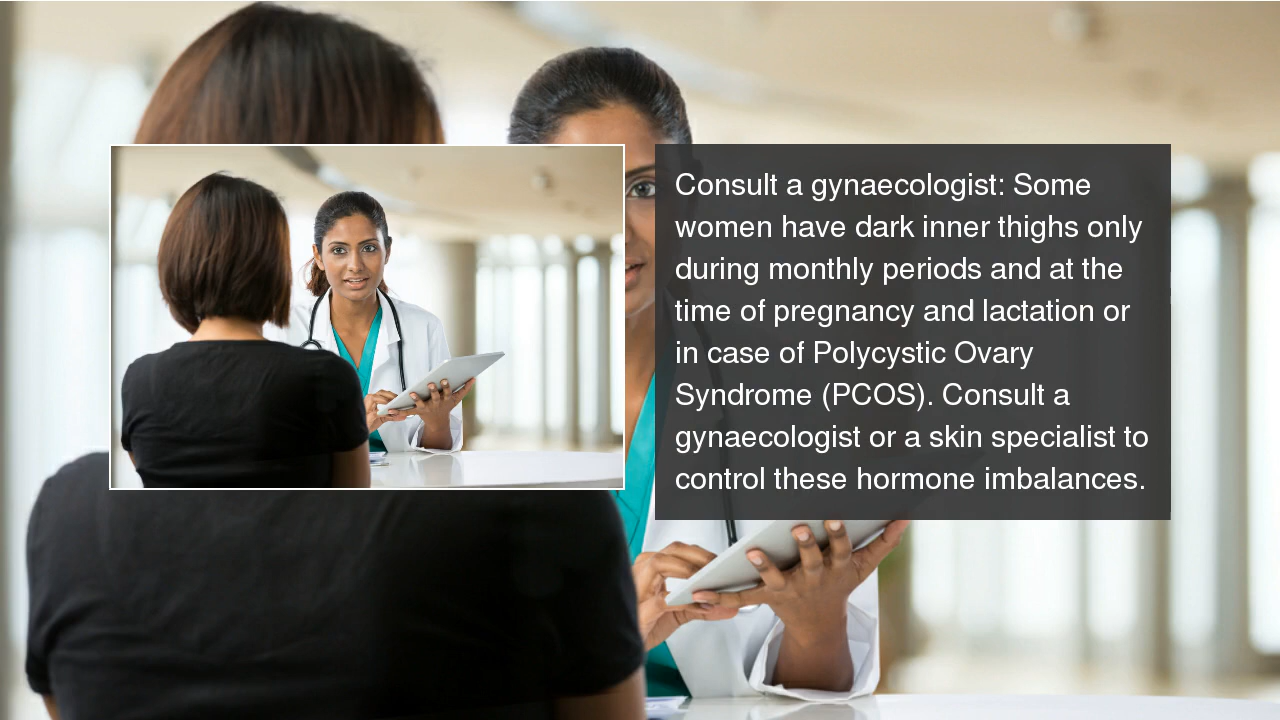 Consult a gynaecologist: Some
women have dark inner thighs only
during monthly periods and at the
time of pregnancy and lactation or
in case of Polycystic Ovary
Syndrome (PCOS). Consult a
gynaecologist or a skin specialist to
control these hormone imbalances.